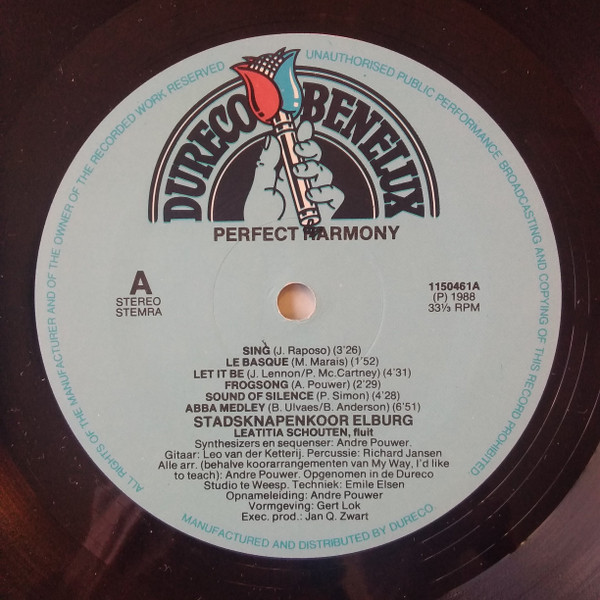 ALL RIGHTS OF THE MANUFACTURER AND OF THE OWNER OF THE RECORDED WORK RESERVED
UNAUTHORISED PUBLIC PERFORMANCE BROADCASTING AND COPYING OF THIS RECORD PROHIBITED
DURECO BENELUX
PERFECT HARMONY
A
STEREO
STEMRA
1150461A
(P) 1988
33⅓ RPM
SING (J. Raposo) (3'26)
LE BASQUE (M. Marais) (1'52)
LET IT BE (J. Lennon/P. Mc.Cartney) (4'31)
FROGSONG (A. Pouwer) (2'29)
SOUND OF SILENCE (P. Simon) (4'28)
ABBA MEDLEY (B. Ulvaes/B. Anderson) (6'51)
STADSKNAPENKOOR ELBURG
LEATITIA SCHOUTEN, fluit
Synthesizers en sequenser: Andre Pouwer.
Gitaar: Leo van der Ketterij. Percussie: Richard Jansen
Alle arr. (behalve koorarrangementen van My Way, I'd like
to teach): Andre Pouwer. Opgenomen in de Dureco
Studio te Weesp. Techniek: Emile Elsen
Opnameleiding: Andre Pouwer
Vormgeving: Gert Lok
Exec. prod.: Jan Q. Zwart
MANUFACTURED AND DISTRIBUTED BY DURECO